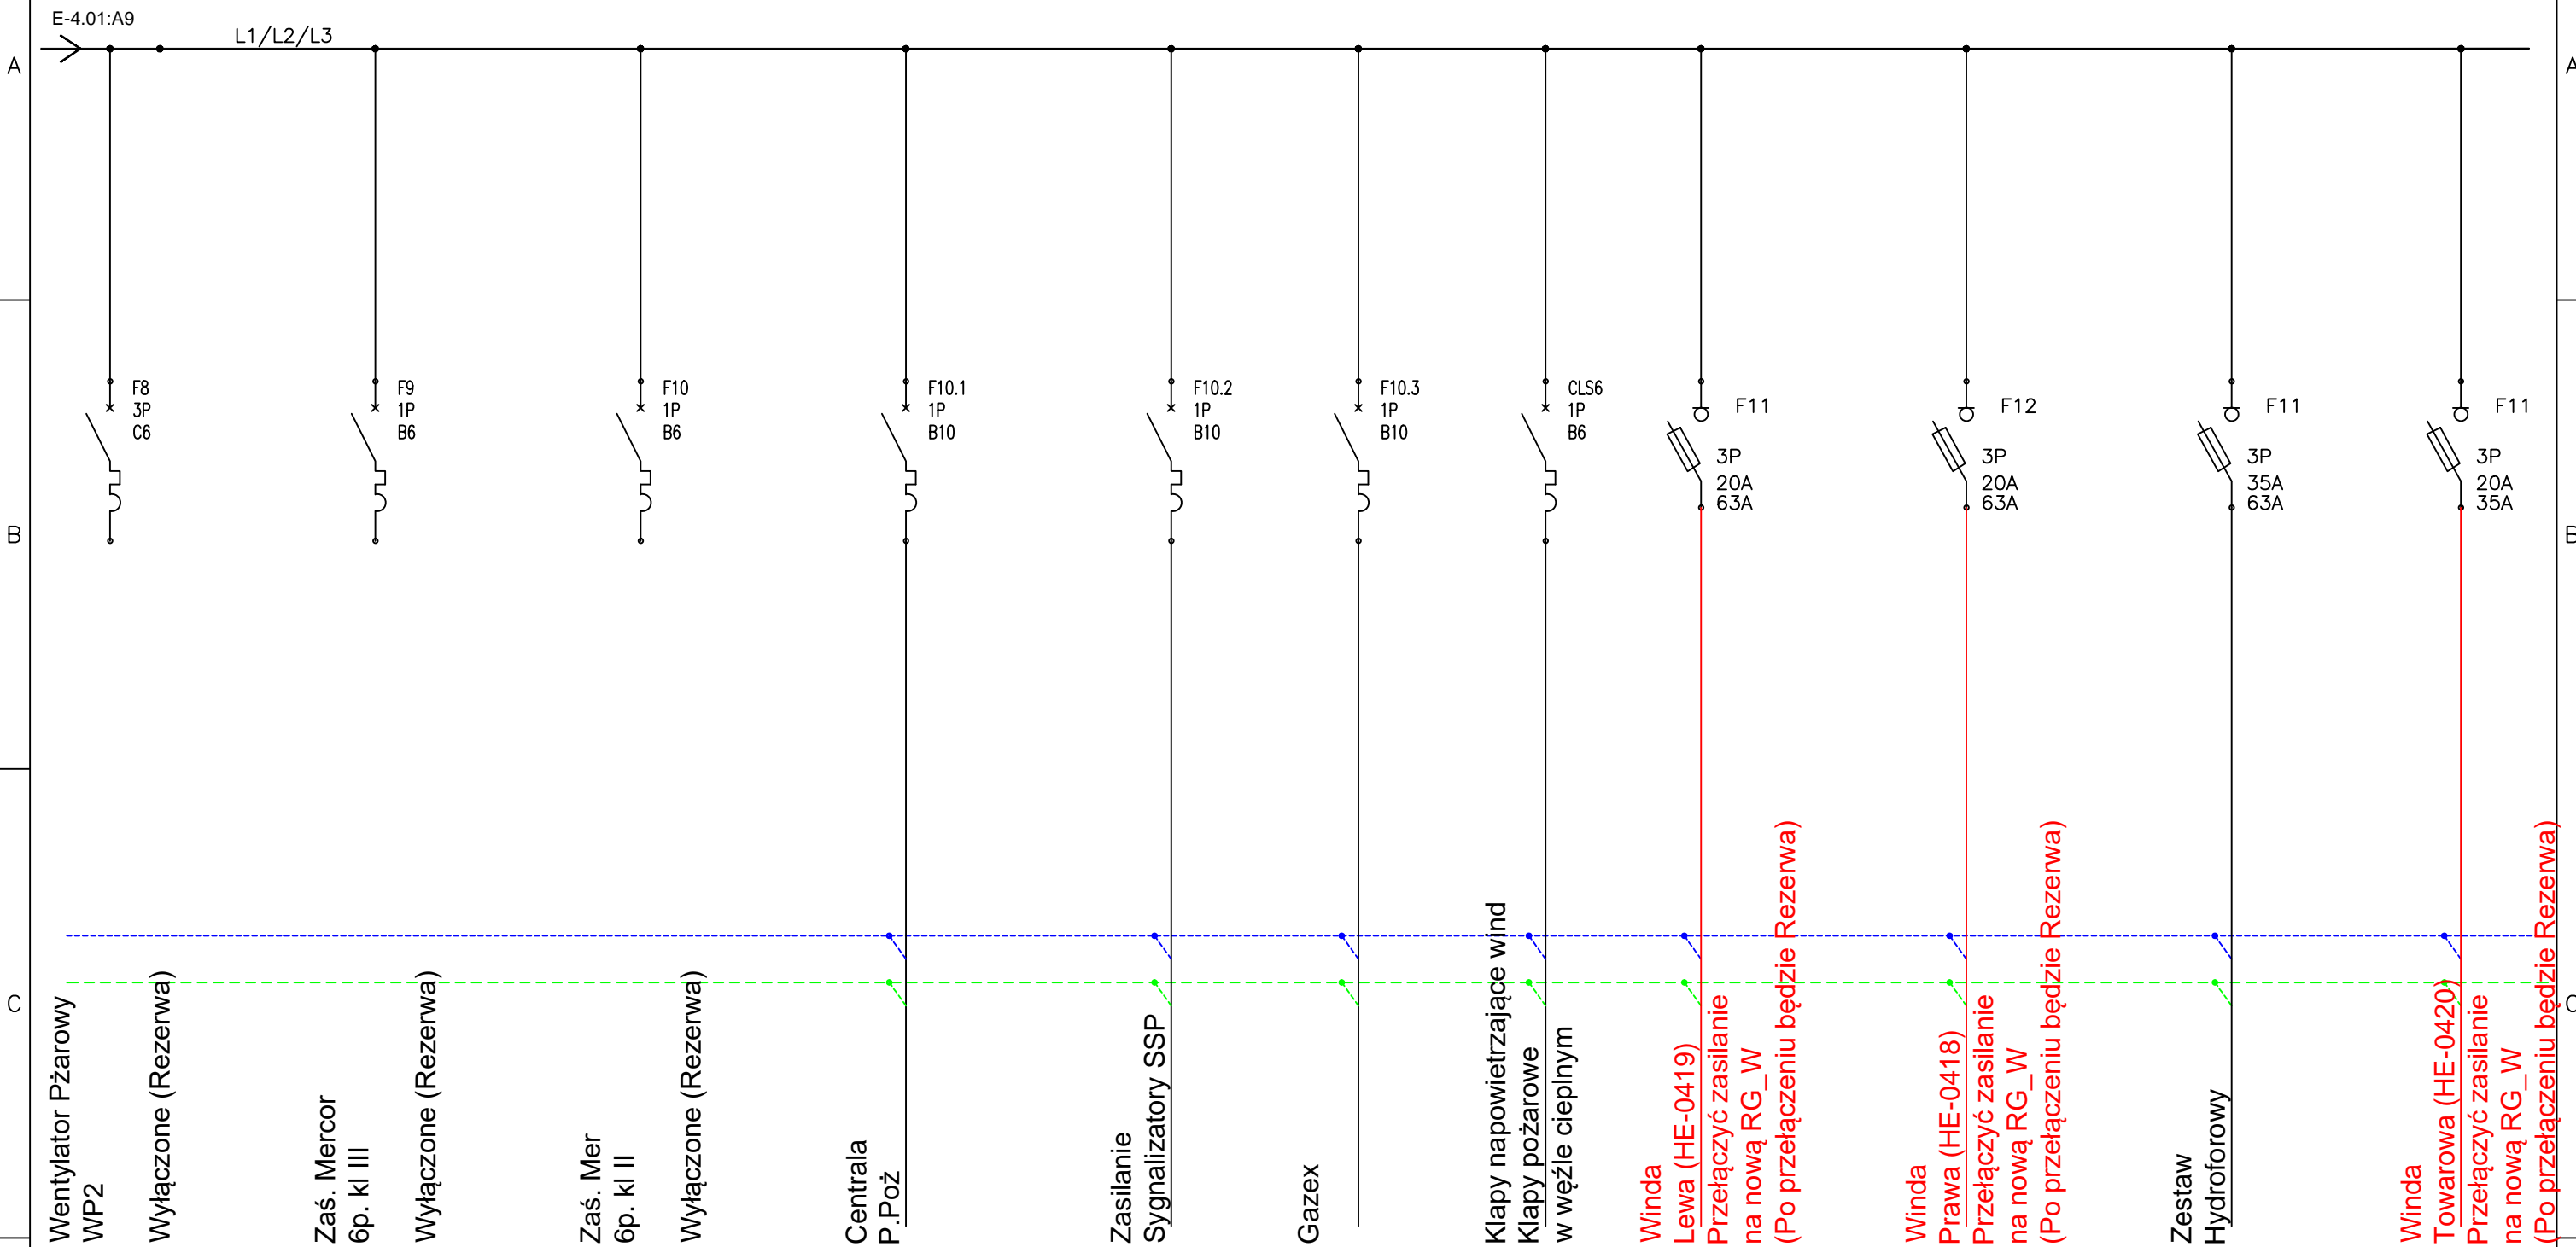 E-4.01:A9
L1/L2/L3
A
A
F8
3P
C6
F9
1P
B6
F10
1P
B6
F10.1
1P
B10
F10.2
1P
B10
F10.3
1P
B10
CLS6
1P
B6
F11
3P
20A
63A
F12
3P
20A
63A
F11
3P
35A
63A
F11
3P
20A
35A
B
B
C
C
Wentylator Pżarowy
WP2
Wyłączone (Rezerwa)
Zaś. Mercor
6p. kl III
Wyłączone (Rezerwa)
Zaś. Mer
6p. kl II
Wyłączone (Rezerwa)
Centrala
P.Poż
Zasilanie
Sygnalizatory SSP
Gazex
Klapy napowietrzające wind
Klapy pożarowe
w węźle cieplnym
Winda
Lewa (HE-0419)
Przełączyć zasilanie
na nową RG_W
(Po przełączeniu będzie Rezerwa)
Winda
Prawa (HE-0418)
Przełączyć zasilanie
na nową RG_W
(Po przełączeniu będzie Rezerwa)
Zestaw
Hydroforowy
Winda
Towarowa (HE-0420)
Przełączyć zasilanie
na nową RG_W
(Po przełączeniu będzie Rezerwa)